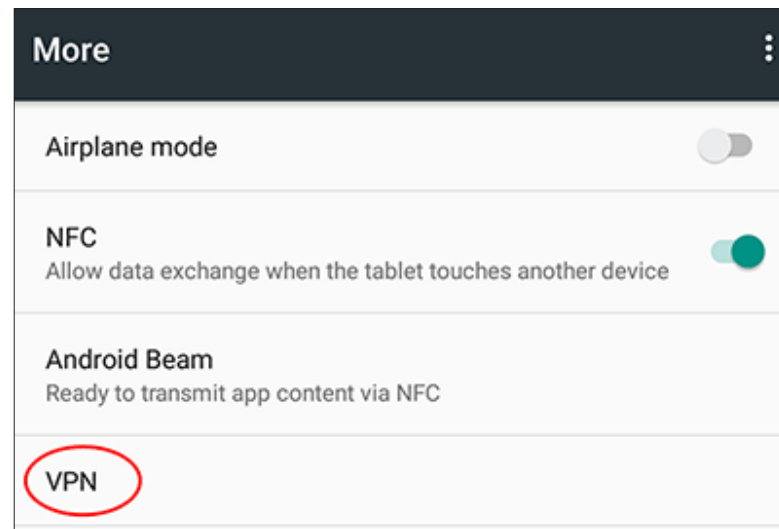 More
Airplane mode
NFC
Allow data exchange when the tablet touches another device
Android Beam
Ready to transmit app content via NFC
VPN